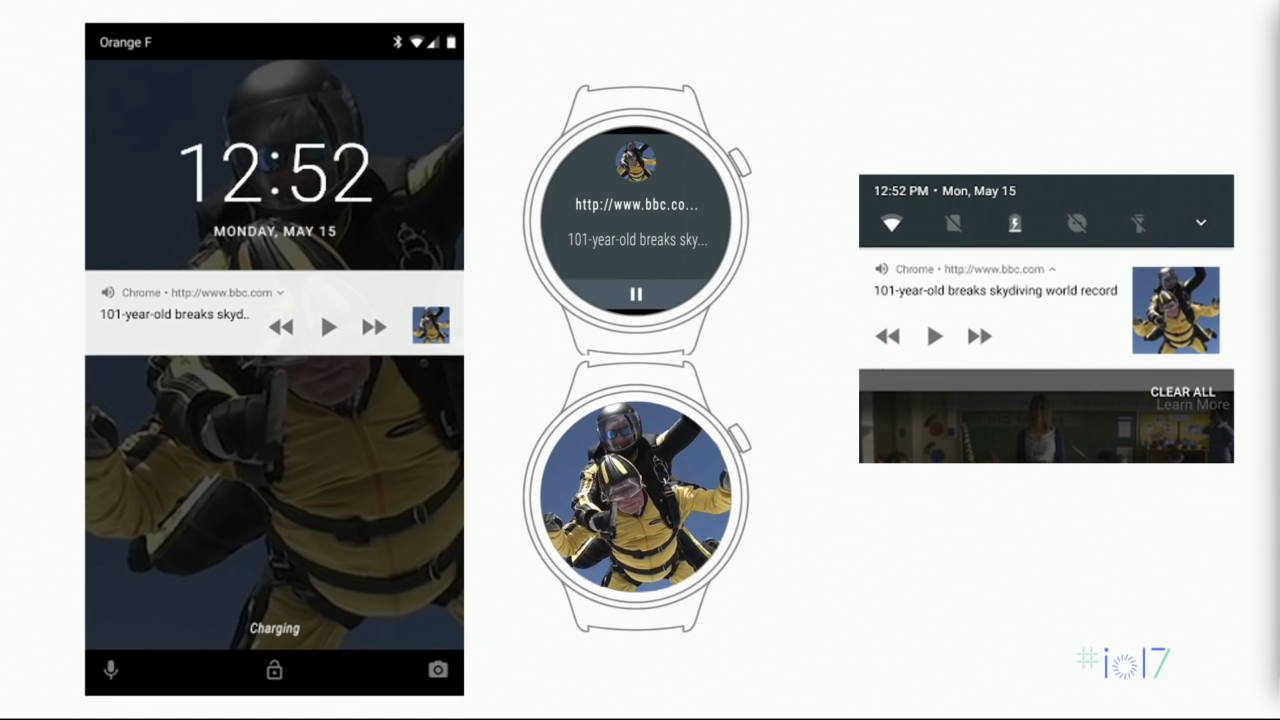 Orange F
12:52
MONDAY, MAY 15
Chrome • http://www.bbc.com
101-year-old breaks skyd..
Charging
http://www.bbc.co...
101-year-old breaks sky...
12:52 PM • Mon, May 15
Chrome • http://www.bbc.com
101-year-old breaks skydiving world record
CLEAR ALL
Learn More
#io17